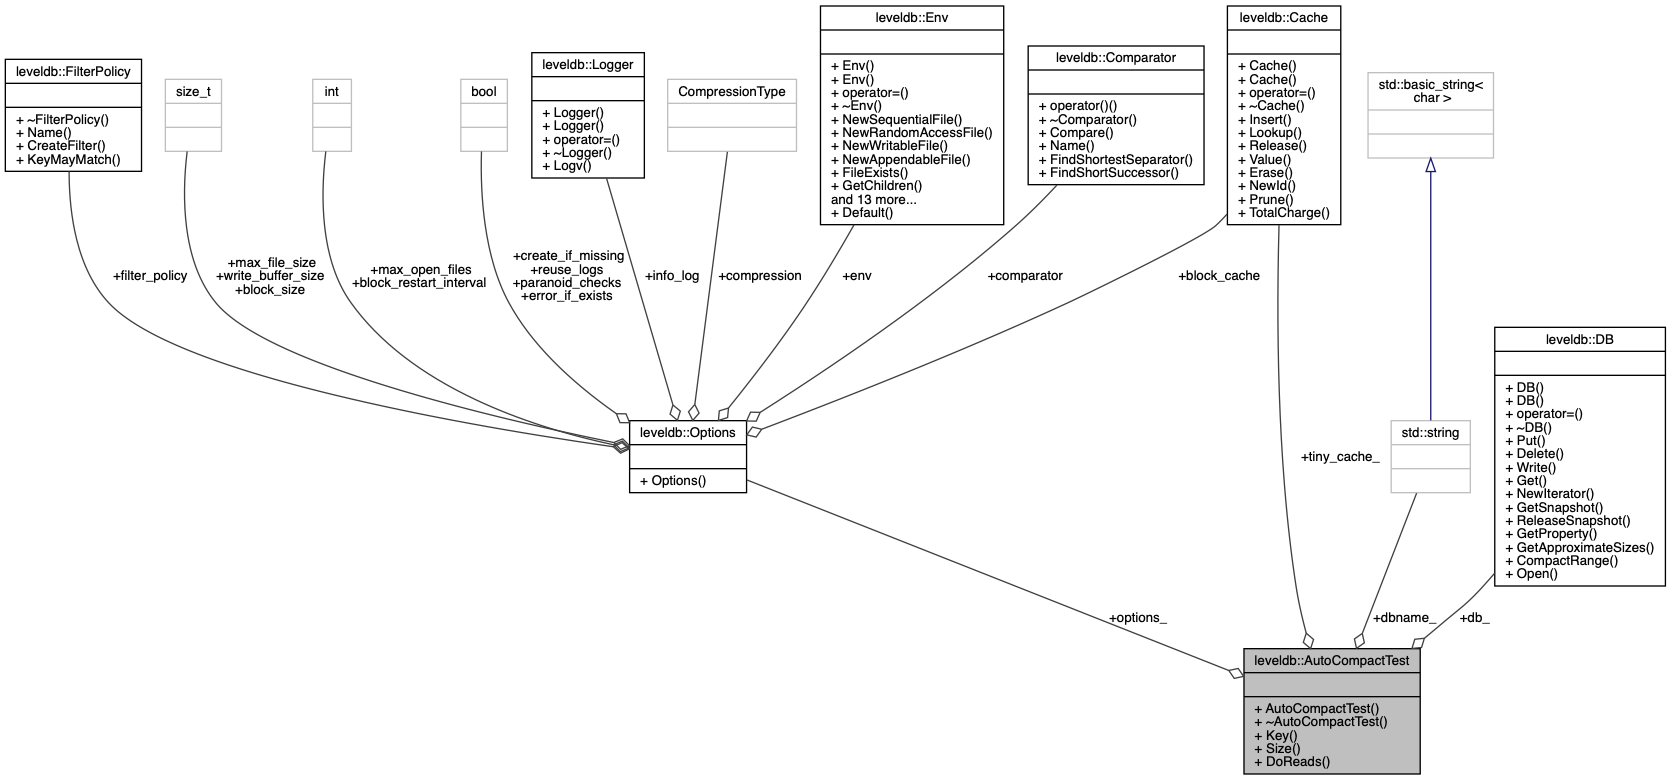 leveldb::FilterPolicy
+ ~FilterPolicy()
+ Name()
+ CreateFilter()
+ KeyMayMatch()
size_t
int
bool
leveldb::Logger
+ Logger()
+ Logger()
+ operator=()
+ ~Logger()
+ Logv()
CompressionType
leveldb::Env
+ Env()
+ Env()
+ operator=()
+ ~Env()
+ NewSequentialFile()
+ NewRandomAccessFile()
+ NewWritableFile()
+ NewAppendableFile()
+ FileExists()
+ GetChildren()
and 13 more...
+ Default()
leveldb::Comparator
+ operator()()
+ ~Comparator()
+ Compare()
+ Name()
+ FindShortestSeparator()
+ FindShortSuccessor()
leveldb::Cache
+ Cache()
+ Cache()
+ operator=()
+ ~Cache()
+ Insert()
+ Lookup()
+ Release()
+ Value()
+ Erase()
+ NewId()
+ Prune()
+ TotalCharge()
std::basic_string<
char >
+filter_policy
+max_file_size
+write_buffer_size
+block_size
+max_open_files
+block_restart_interval
+create_if_missing
+reuse_logs
+paranoid_checks
+error_if_exists
+info_log
+compression
+env
+comparator
+block_cache
leveldb::Options
+ Options()
+tiny_cache_
std::string
leveldb::DB
+ DB()
+ DB()
+ operator=()
+ ~DB()
+ Put()
+ Delete()
+ Write()
+ Get()
+ NewIterator()
+ GetSnapshot()
+ ReleaseSnapshot()
+ GetProperty()
+ GetApproximateSizes()
+ CompactRange()
+ Open()
+options_
+dbname_
+db_
leveldb::AutoCompactTest
+ AutoCompactTest()
+ ~AutoCompactTest()
+ Key()
+ Size()
+ DoReads()